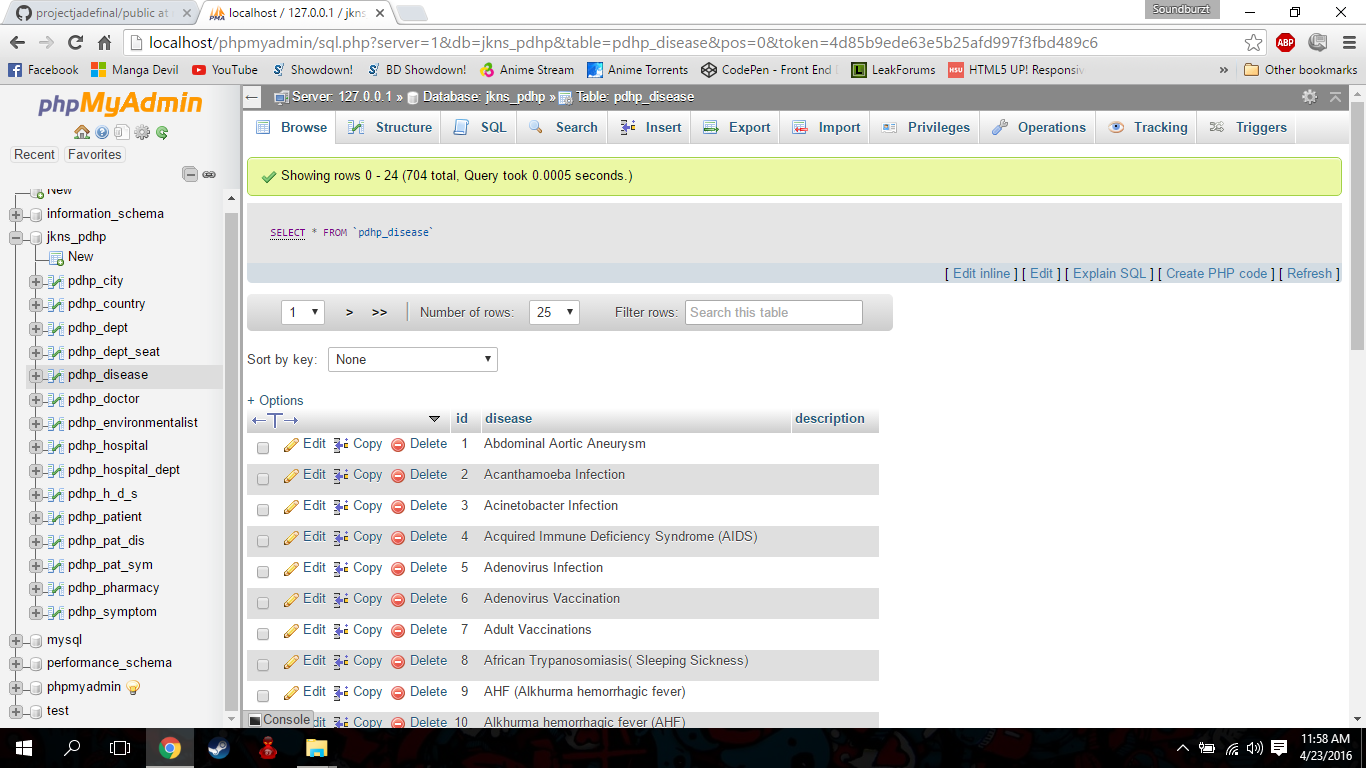 Soundburzt
projectjadefinal/public at
localhost / 127.0.0.1 / jkns
localhost/phpmyadmin/sql.php?server=1&db=jkns_pdhp&table=pdhp_disease&pos=0&token=4d85b9ede63e5b25afd997f3fbd489c6
ABP
Facebook Manga Devil YouTube Showdown! BD Showdown! Anime Stream Anime Torrents CodePen - Front End LeakForums HTML5 UP! Responsiv » Other bookmarks
phpMyAdmin
Recent Favorites
New
information_schema
jkns_pdhp
New
pdhp_city
pdhp_country
pdhp_dept
pdhp_dept_seat
pdhp_disease
pdhp_doctor
pdhp_environmentalist
pdhp_hospital
pdhp_hospital_dept
pdhp_h_d_s
pdhp_patient
pdhp_pat_dis
pdhp_pat_sym
pdhp_pharmacy
pdhp_symptom
mysql
performance_schema
phpmyadmin
test
Server: 127.0.0.1 » Database: jkns_pdhp » Table: pdhp_disease
Browse Structure SQL Search Insert Export Import Privileges Operations Tracking Triggers
Showing rows 0 - 24 (704 total, Query took 0.0005 seconds.)
SELECT * FROM `pdhp_disease`
[ Edit inline ] [ Edit ] [ Explain SQL ] [ Create PHP code ] [ Refresh ]
1 > >> Number of rows: 25 Filter rows: Search this table
Sort by key: None
+ Options
←T→ id disease description
Edit Copy Delete 1 Abdominal Aortic Aneurysm
Edit Copy Delete 2 Acanthamoeba Infection
Edit Copy Delete 3 Acinetobacter Infection
Edit Copy Delete 4 Acquired Immune Deficiency Syndrome (AIDS)
Edit Copy Delete 5 Adenovirus Infection
Edit Copy Delete 6 Adenovirus Vaccination
Edit Copy Delete 7 Adult Vaccinations
Edit Copy Delete 8 African Trypanosomiasis( Sleeping Sickness)
Edit Copy Delete 9 AHF (Alkhurma hemorrhagic fever)
Console dit Copy Delete 10 Alkhurma hemorrhagic fever (AHF)
11:58 AM
4/23/2016